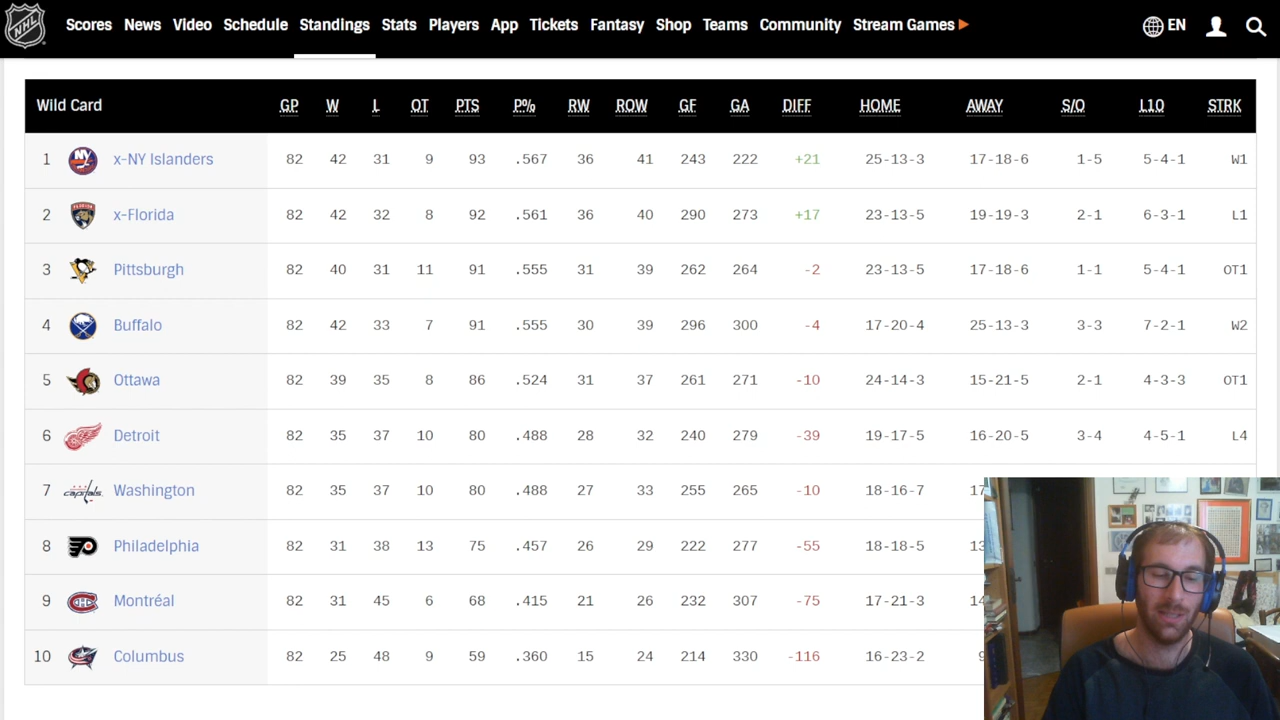 NHL Scores News Video Schedule Standings Stats Players App Tickets Fantasy Shop Teams Community Stream Games EN
Wild Card GP W L OT PTS P% RW ROW GF GA DIFF HOME AWAY S/O L10 STRK
1 x-NY Islanders 82 42 31 9 93 .567 36 41 243 222 +21 25-13-3 17-18-6 1-5 5-4-1 W1
2 x-Florida 82 42 32 8 92 .561 36 40 290 273 +17 23-13-5 19-19-3 2-1 6-3-1 L1
3 Pittsburgh 82 40 31 11 91 .555 31 39 262 264 -2 23-13-5 17-18-6 1-1 5-4-1 OT1
4 Buffalo 82 42 33 7 91 .555 30 39 296 300 -4 17-20-4 25-13-3 3-3 7-2-1 W2
5 Ottawa 82 39 35 8 86 .524 31 37 261 271 -10 24-14-3 15-21-5 2-1 4-3-3 OT1
6 Detroit 82 35 37 10 80 .488 28 32 240 279 -39 19-17-5 16-20-5 3-4 4-5-1 L4
7 capitals Washington 82 35 37 10 80 .488 27 33 255 265 -10 18-16-7 17
8 Philadelphia 82 31 38 13 75 .457 26 29 222 277 -55 18-18-5 13
9 Montréal 82 31 45 6 68 .415 21 26 232 307 -75 17-21-3 14
10 Columbus 82 25 48 9 59 .360 15 24 214 330 -116 16-23-2 9